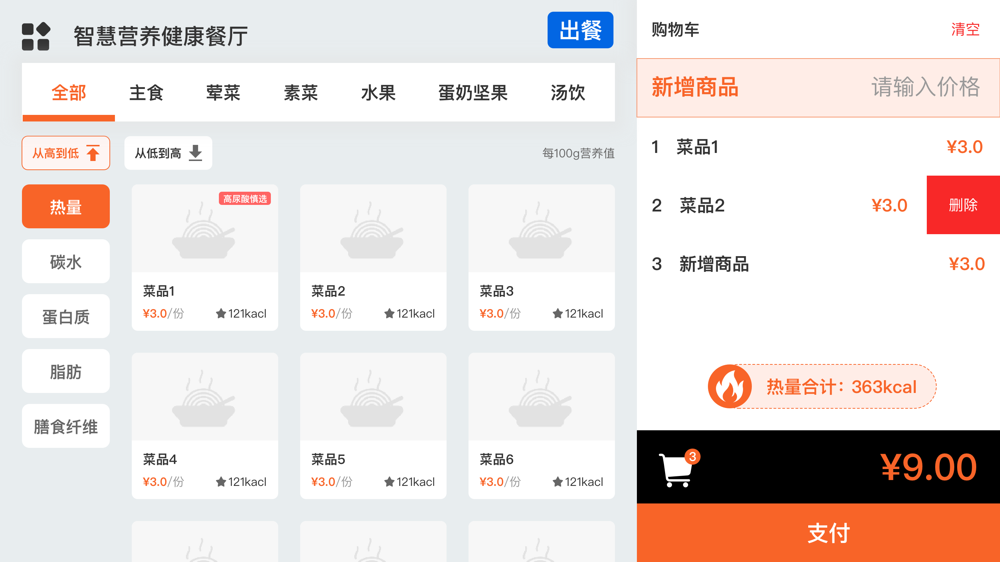 智慧营养健康餐厅
出餐
全部 主食 荤菜 素菜 水果 蛋奶坚果 汤饮
从高到低 从低到高 每100g营养值
热量
碳水
蛋白质
脂肪
膳食纤维
高尿酸慎选
菜品1
¥3.0/份 121kacl
菜品2
¥3.0/份 121kacl
菜品3
¥3.0/份 121kacl
菜品4
¥3.0/份 121kacl
菜品5
¥3.0/份 121kacl
菜品6
¥3.0/份 121kacl
购物车 清空
新增商品 请输入价格
1 菜品1 ¥3.0
2 菜品2 ¥3.0 删除
3 新增商品 ¥3.0
热量合计：363kcal
3 ¥9.00
支付